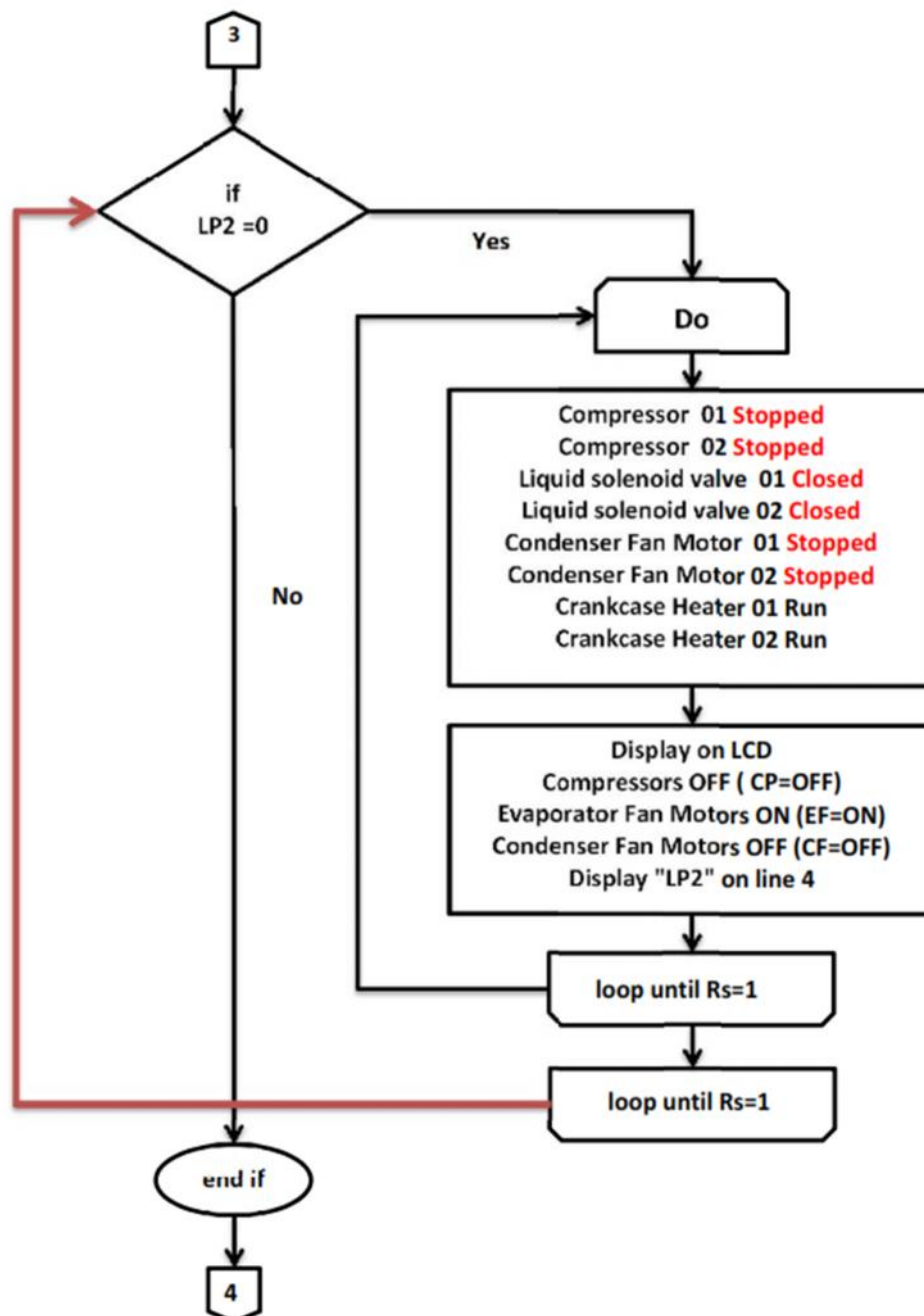 3
if
LP2 =0
Yes
Do
Compressor 01 Stopped
Compressor 02 Stopped
Liquid solenoid valve 01 Closed
Liquid solenoid valve 02 Closed
Condenser Fan Motor 01 Stopped
Condenser Fan Motor 02 Stopped
Crankcase Heater 01 Run
Crankcase Heater 02 Run
No
Display on LCD
Compressors OFF ( CP=OFF)
Evaporator Fan Motors ON (EF=ON)
Condenser Fan Motors OFF (CF=OFF)
Display "LP2" on line 4
loop until Rs=1
loop until Rs=1
end if
4